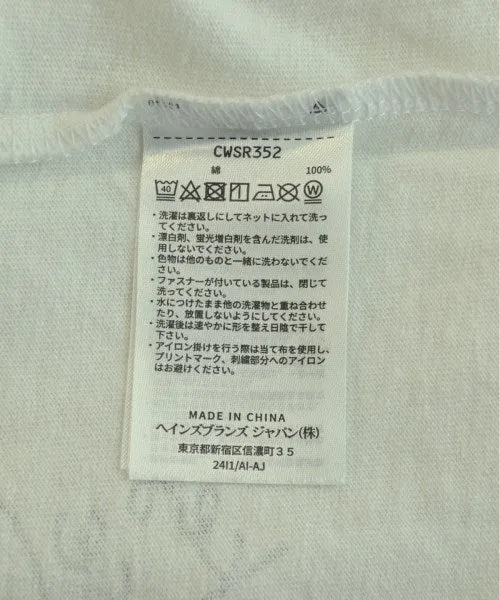 CWSR352
綿 100%
40 W
・洗濯は裏返しにしてネットに入れて洗っ
てください。
・漂白剤、蛍光増白剤を含んだ洗剤は、使
用しないでください。
・色物は他のものと一緒に洗わないでくだ
さい。
・ファスナーが付いている製品は、閉じて
洗ってください。
・水につけたまま他の洗濯物と重ね合わせ
たり、放置しないようにしてください。
・洗濯後は速やかに形を整え日陰で干して
下さい。
・アイロン掛けを行う際は当て布を使用し、
プリントマーク、刺繍部分へのアイロン
はお避けください。
MADE IN CHINA
ヘインズブランズ ジャパン(株)
東京都新宿区信濃町35
24I1/AI-AJ